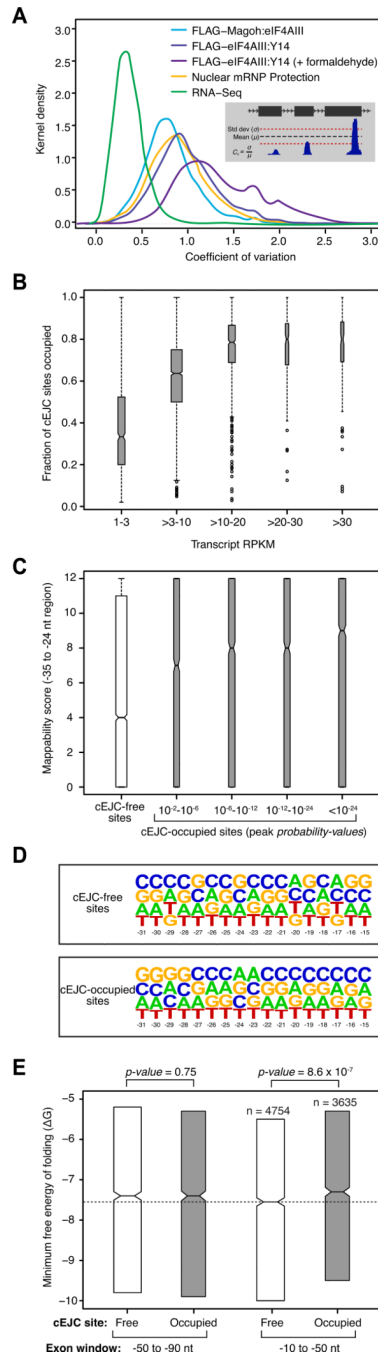 A
3.0
2.5
2.0
1.5
1.0
0.5
0.0
Kernel density
FLAG–Magoh:eIF4AIII
FLAG–eIF4AIII:Y14
FLAG–eIF4AIII:Y14 (+ formaldehyde)
Nuclear mRNP Protection
RNA–Seq
Std dev (σ)
Mean (μ)
Cᵥ= σ/μ
0.0 0.5 1.0 1.5 2.0 2.5 3.0
Coefficient of variation
B
1.0
0.8
0.6
0.4
0.2
0.0
Fraction of cEJC sites occupied
1-3 >3-10 >10-20 >20-30 >30
Transcript RPKM
C
12
10
8
6
4
2
0
Mappability score (-35 to -24 nt region)
cEJC-free
sites
10⁻²-10⁻⁶ 10⁻⁶-10⁻¹² 10⁻¹²-10⁻²⁴ <10⁻²⁴
cEJC-occupied sites (peak probability-values)
D
cEJC-free
sites
CCCCGCCGCCCAGCAGG
GGAGCAGCAGGCCACCC
-31 -30 -29 -28 -27 -26 -25 -24 -23 -22 -21 -20 -19 -18 -17 -16 -15
cEJC-occupied
sites
GGGGCCCAACCCCCCCC
CCACGAAGCGGAGGAGG
AACAAGGCGAAGAAGAG
TTTTTTTTTTTTTTTTT
-31 -30 -29 -28 -27 -26 -25 -24 -23 -22 -21 -20 -19 -18 -17 -16 -15
E
p-value = 0.75
p-value = 8.6 x 10⁻⁷
n = 4754
n = 3635
−5
−6
−7
−8
−9
−10
Minimum free energy of folding (ΔG)
cEJC site: Free Occupied Free Occupied
Exon window: -50 to -90 nt -10 to -50 nt